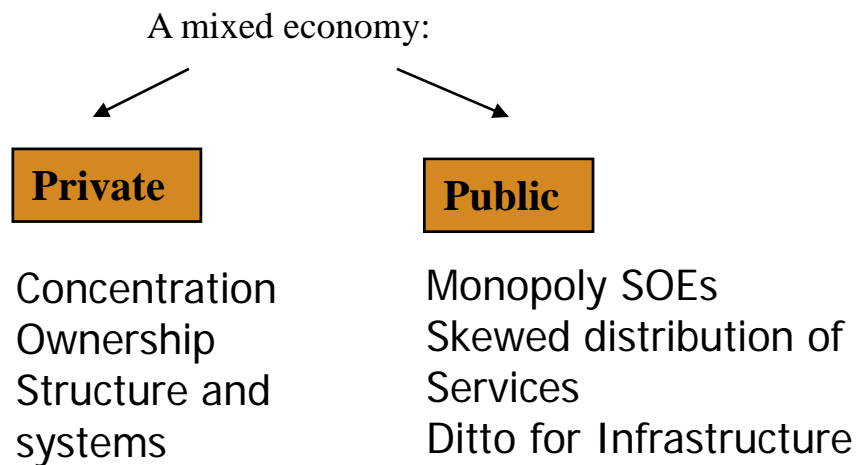 A mixed economy:
Private
Public
Concentration
Ownership
Structure and
systems
Monopoly SOEs
Skewed distribution of
Services
Ditto for Infrastructure